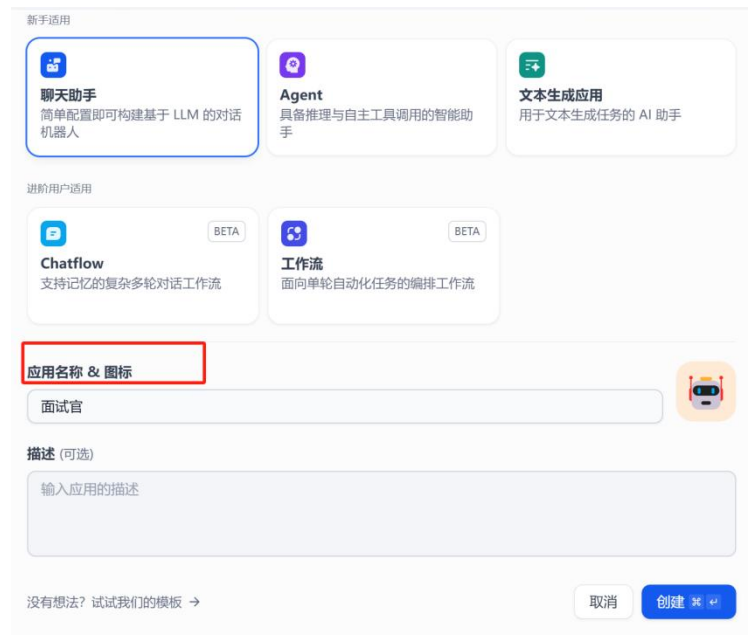 新手适用
聊天助手
简单配置即可构建基于 LLM 的对话
机器人
Agent
具备推理与自主工具调用的智能助
手
文本生成应用
用于文本生成任务的 AI 助手
进阶用户适用
BETA
Chatflow
支持记忆的复杂多轮对话工作流
BETA
工作流
面向单轮自动化任务的编排工作流
应用名称 & 图标
面试官
描述 (可选)
输入应用的描述
没有想法? 试试我们的模板 →
取消
创建 ⌘ ↵